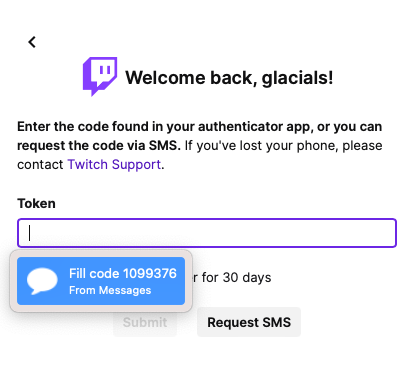 Welcome back, glacials!
Enter the code found in your authenticator app, or you can
request the code via SMS. If you've lost your phone, please
contact Twitch Support.
Token
Fill code 1099376
From Messages
for 30 days
Submit
Request SMS